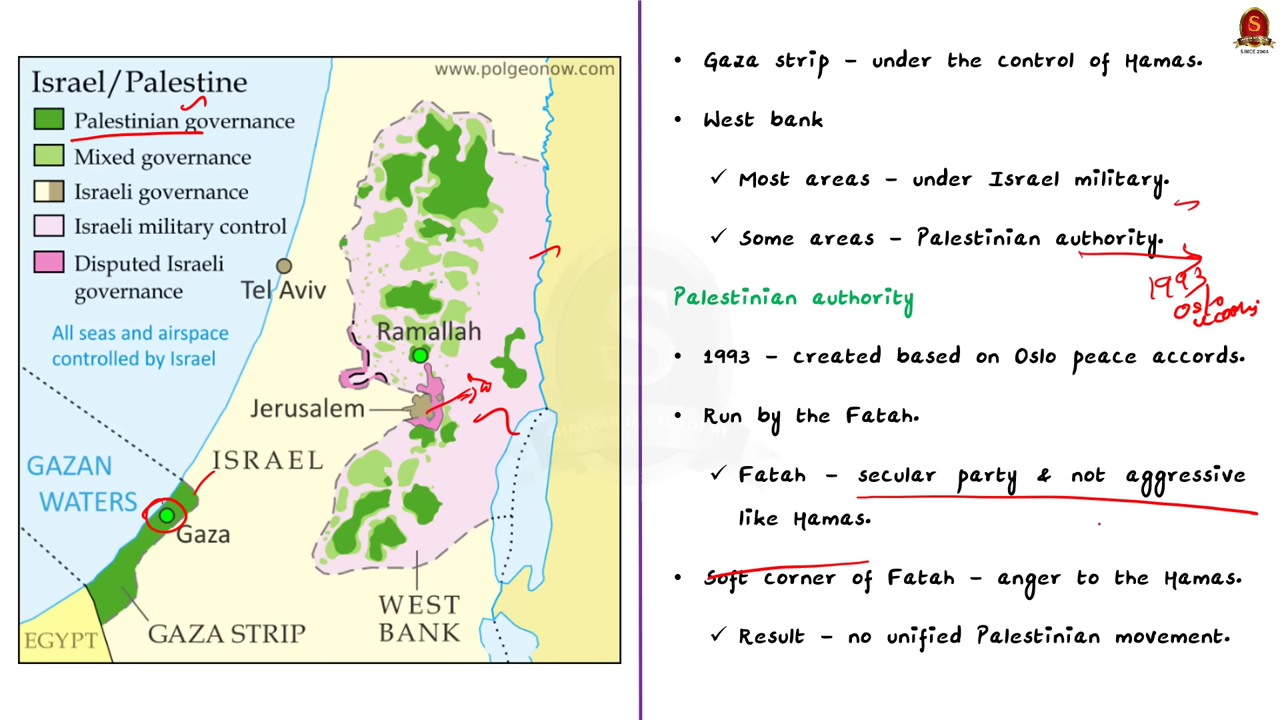 Israel/Palestine
www.polgeonow.com
Palestinian governance
Mixed governance
Israeli governance
Israeli military control
Disputed Israeli
governance
Tel Aviv
All seas and airspace
controlled by Israel
Ramallah
Jerusalem
GAZAN
WATERS
ISRAEL
Gaza
WEST
BANK
GAZA STRIP
EGYPT
S
SINCE 2004
• Gaza strip – under the control of Hamas.
• West bank
✓ Most areas – under Israel military.
✓ Some areas – Palestinian authority.
1993
Oslo
accords
Palestinian authority
• 1993 – created based on Oslo peace accords.
• Run by the Fatah.
✓ Fatah – secular party & not aggressive
like Hamas.
• Soft corner of Fatah – anger to the Hamas.
✓ Result – no unified Palestinian movement.